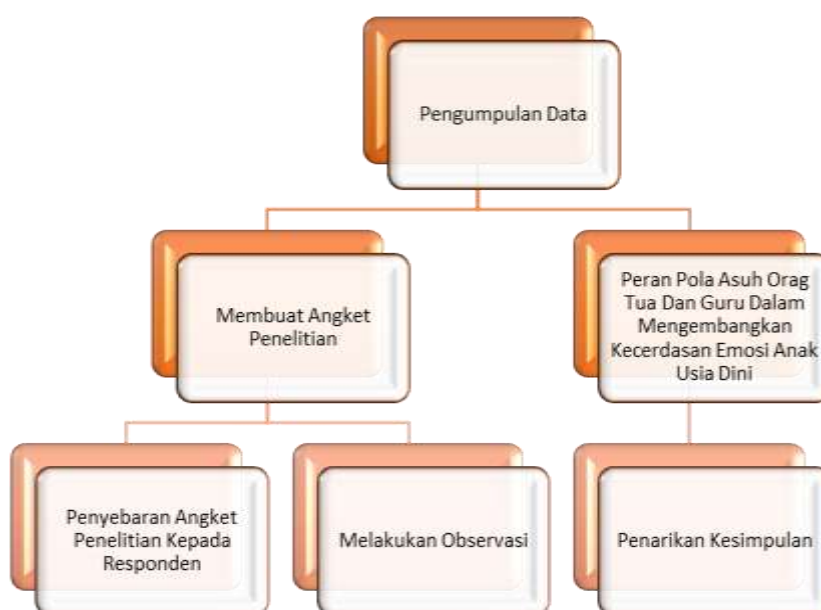 Pengumpulan Data
Membuat Angket
Penelitian
Peran Pola Asuh Orag
Tua Dan Guru Dalam
Mengembangkan
Kecerdasan Emosi Anak
Usia Dini
Penyebaran Angket
Penelitian Kepada
Responden
Melakukan Observasi
Penarikan Kesimpulan